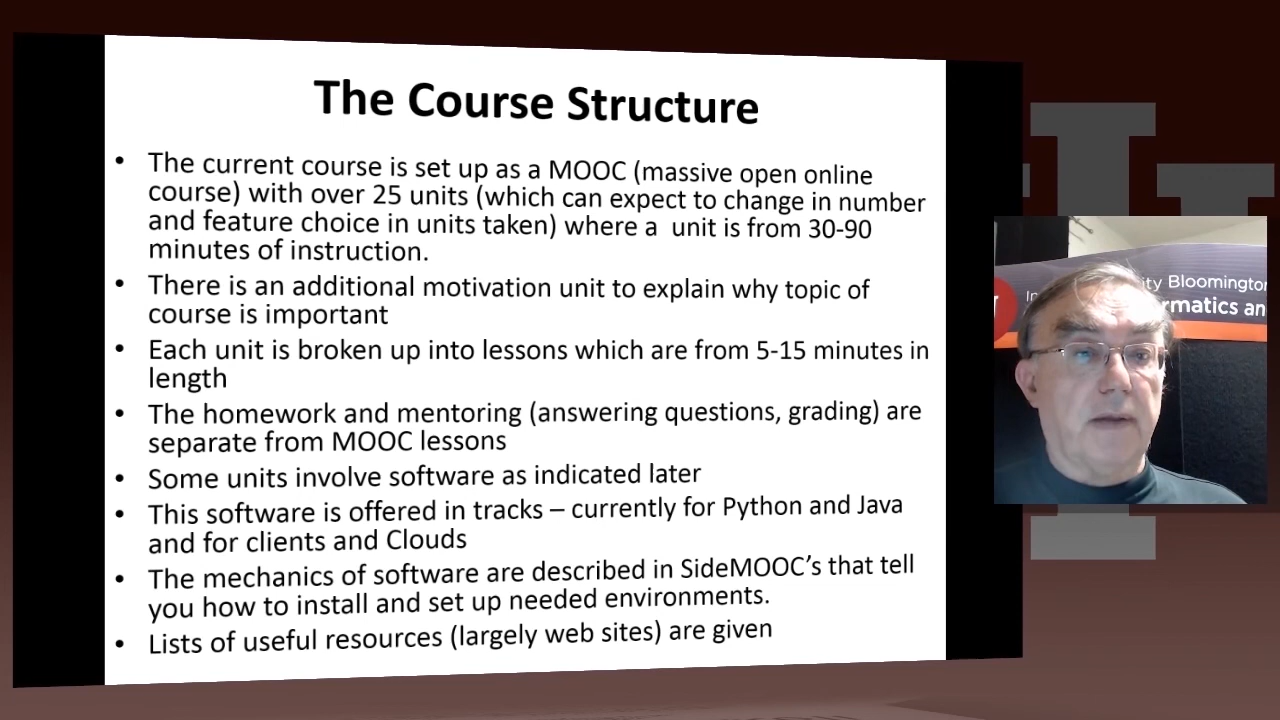 The Course Structure
• The current course is set up as a MOOC (massive open online
course) with over 25 units (which can expect to change in number
and feature choice in units taken) where a unit is from 30-90
minutes of instruction.
• There is an additional motivation unit to explain why topic of
course is important
• Each unit is broken up into lessons which are from 5-15 minutes in
length
• The homework and mentoring (answering questions, grading) are
separate from MOOC lessons
• Some units involve software as indicated later
• This software is offered in tracks – currently for Python and Java
and for clients and Clouds
• The mechanics of software are described in SideMOOC’s that tell
you how to install and set up needed environments.
• Lists of useful resources (largely web sites) are given
ity Bloomington
rmatics an